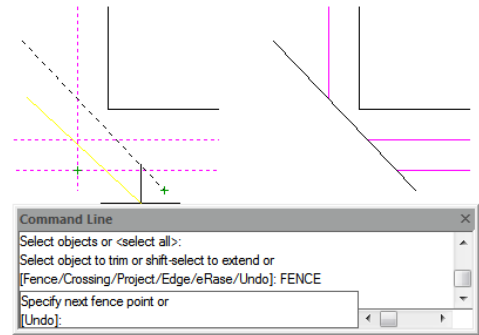 Command Line
Select objects or <select all>:
Select object to trim or shift-select to extend or
[Fence/Crossing/Project/Edge/eRase/Undo]: FENCE
Specify next fence point or
[Undo]: